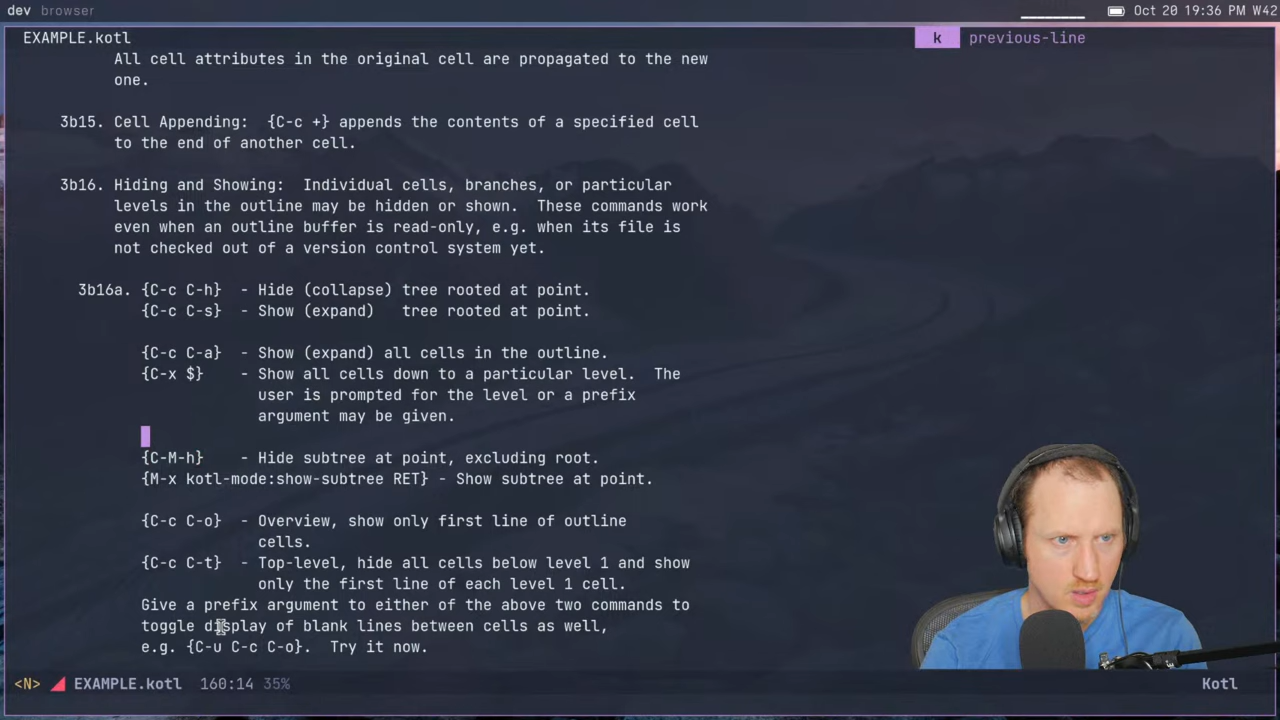 dev browser
Oct 20 19:36 PM W42
EXAMPLE.kotl
k previous-line
All cell attributes in the original cell are propagated to the new
one.
3b15. Cell Appending:  {C-c +} appends the contents of a specified cell
to the end of another cell.
3b16. Hiding and Showing:  Individual cells, branches, or particular
levels in the outline may be hidden or shown.  These commands work
even when an outline buffer is read-only, e.g. when its file is
not checked out of a version control system yet.
3b16a. {C-c C-h}  - Hide (collapse) tree rooted at point.
{C-c C-s}  - Show (expand)   tree rooted at point.
{C-c C-a}  - Show (expand) all cells in the outline.
{C-x $}    - Show all cells down to a particular level.  The
user is prompted for the level or a prefix
argument may be given.
{C-M-h}    - Hide subtree at point, excluding root.
{M-x kotl-mode:show-subtree RET} - Show subtree at point.
{C-c C-o}  - Overview, show only first line of outline
cells.
{C-c C-t}  - Top-level, hide all cells below level 1 and show
only the first line of each level 1 cell.
Give a prefix argument to either of the above two commands to
toggle display of blank lines between cells as well,
e.g. {C-u C-c C-o}.  Try it now.
<N> EXAMPLE.kotl 160:14 35% Kotl